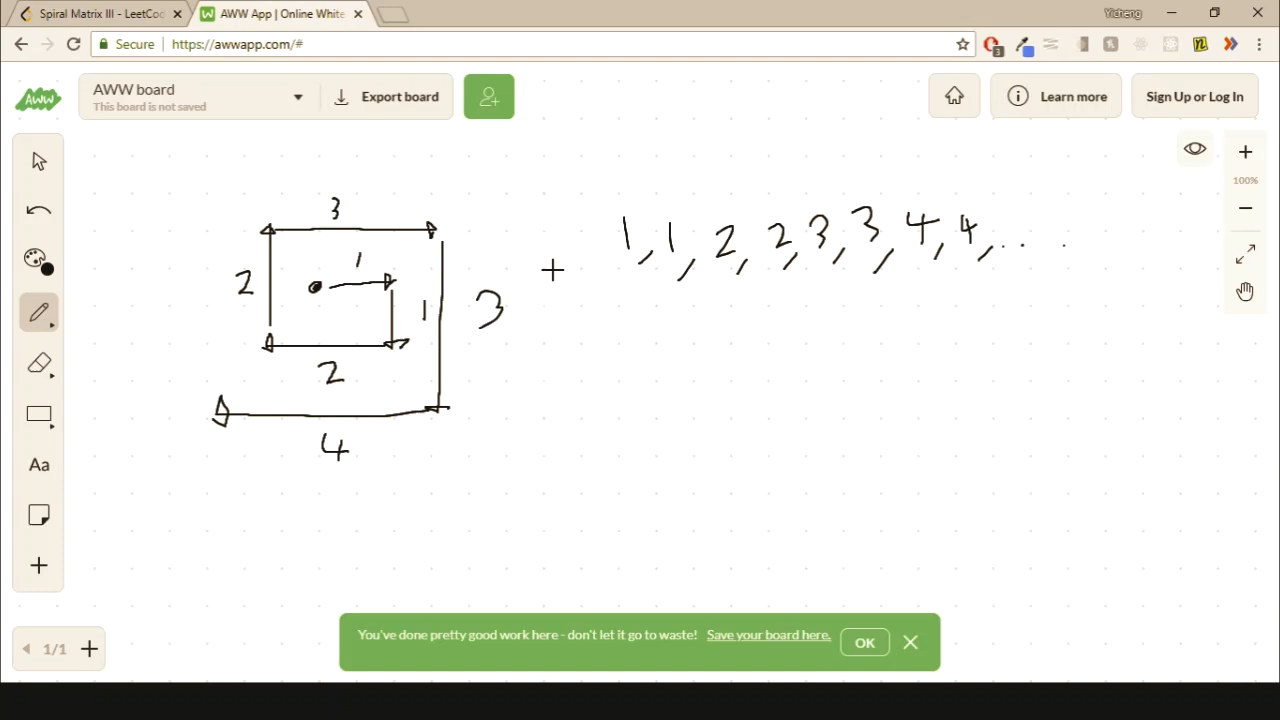 Spiral Matrix III - LeetCo
AWW App | Online White
Yicheng
Secure
https://awwapp.com/#
3
AWW
AWW board
This board is not saved
Export board
Learn more
Sign Up or Log In
100%
3
1
2
1
3
2
4
1, 1, 2, 2, 3, 3, 4, 4, . . .
Aa
1/1
You've done pretty good work here - don't let it go to waste! Save your board here.
OK